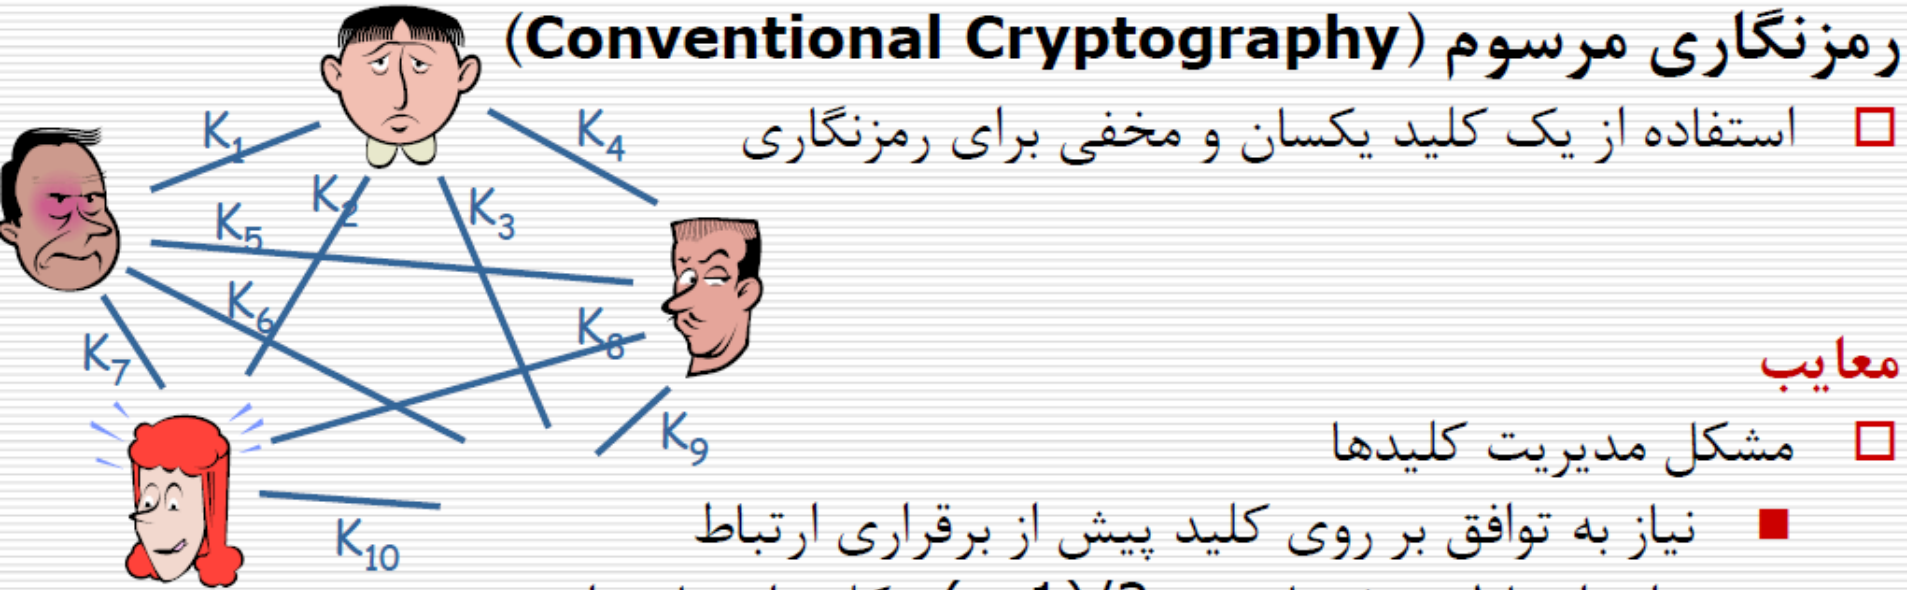 رمزنگاری مرسوم (Conventional Cryptography)
استفاده از یک کلید یکسان و مخفی برای رمزنگاری
معایب
مشکل مدیریت کلیدها
نیاز به توافق بر روی کلید پیش از برقراری ارتباط
K₁
K₄
K₂
K₃
K₅
K₆
K₈
K₇
K₉
K₁₀